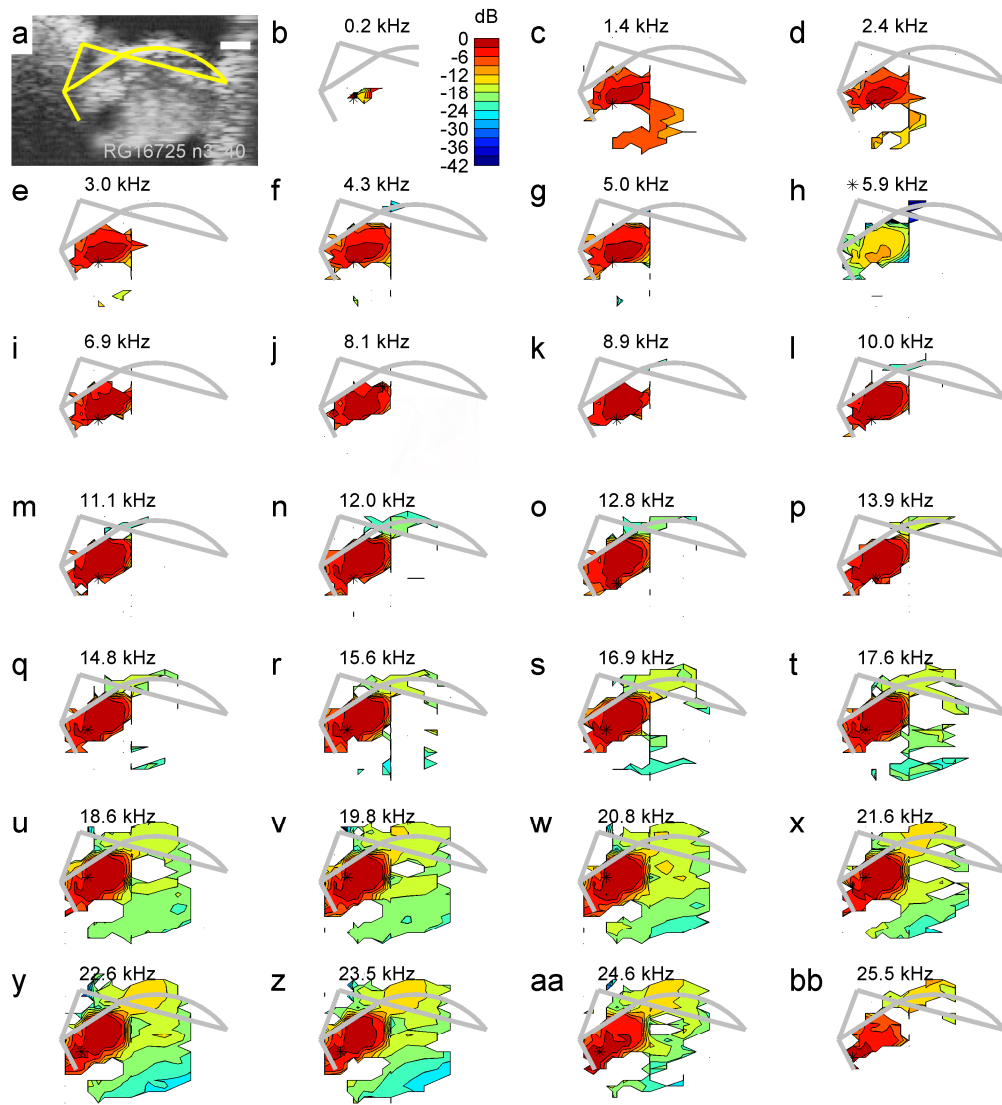 a
RG16725 n3 40
b
0.2 kHz
dB
0
-6
-12
-18
-24
-30
-36
-42
c
1.4 kHz
d
2.4 kHz
e
3.0 kHz
f
4.3 kHz
g
5.0 kHz
h
* 5.9 kHz
i
6.9 kHz
j
8.1 kHz
k
8.9 kHz
l
10.0 kHz
m
11.1 kHz
n
12.0 kHz
o
12.8 kHz
p
13.9 kHz
q
14.8 kHz
r
15.6 kHz
s
16.9 kHz
t
17.6 kHz
u
18.6 kHz
v
19.8 kHz
w
20.8 kHz
x
21.6 kHz
y
22.6 kHz
z
23.5 kHz
aa
24.6 kHz
bb
25.5 kHz